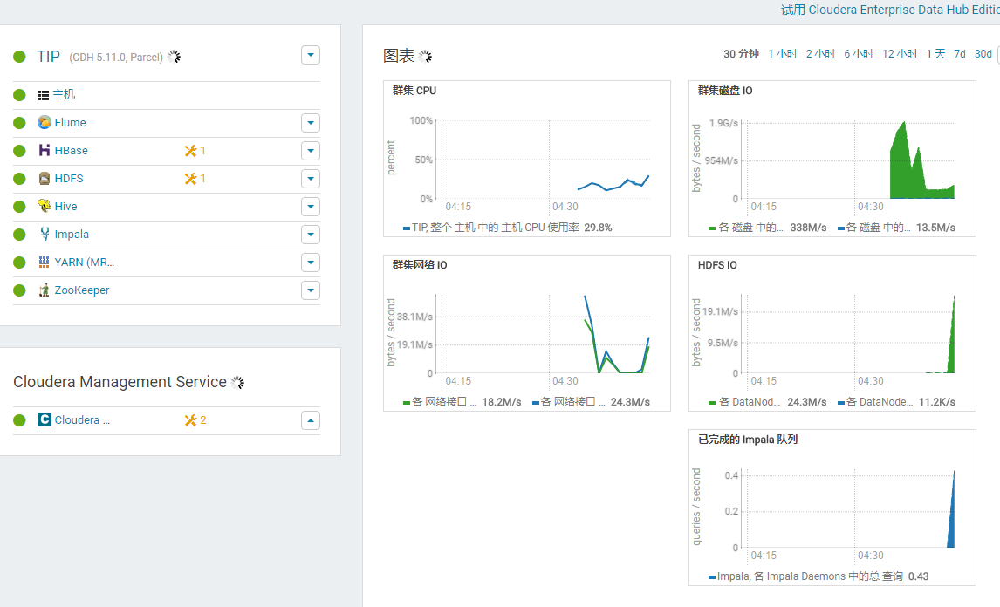 试用 Cloudera Enterprise Data Hub Editio
TIP (CDH 5.11.0, Parcel)
主机
Flume
HBase 1
HDFS 1
Hive
Impala
YARN (MR...
ZooKeeper
Cloudera Management Service
C Cloudera ... 2
图表
30 分钟 1 小时 2 小时 6 小时 12 小时 1 天 7d 30d
群集 CPU
percent
100%
50%
0%
04:15 04:30
TIP, 整个 主机 中的 主机 CPU 使用率 29.8%
群集磁盘 IO
bytes / second
1.9G/s
954M/s
0
04:15 04:30
各 磁盘 中的... 338M/s 各 磁盘 中的... 13.5M/s
群集网络 IO
bytes / second
38.1M/s
19.1M/s
0
04:15 04:30
各 网络接口 ... 18.2M/s 各 网络接口 ... 24.3M/s
HDFS IO
bytes / second
19.1M/s
9.5M/s
0
04:15 04:30
各 DataNod... 24.3M/s 各 DataNode... 11.2K/s
已完成的 Impala 队列
queries / second
0.4
0.2
0
04:15 04:30
Impala, 各 Impala Daemons 中的总 查询 0.43